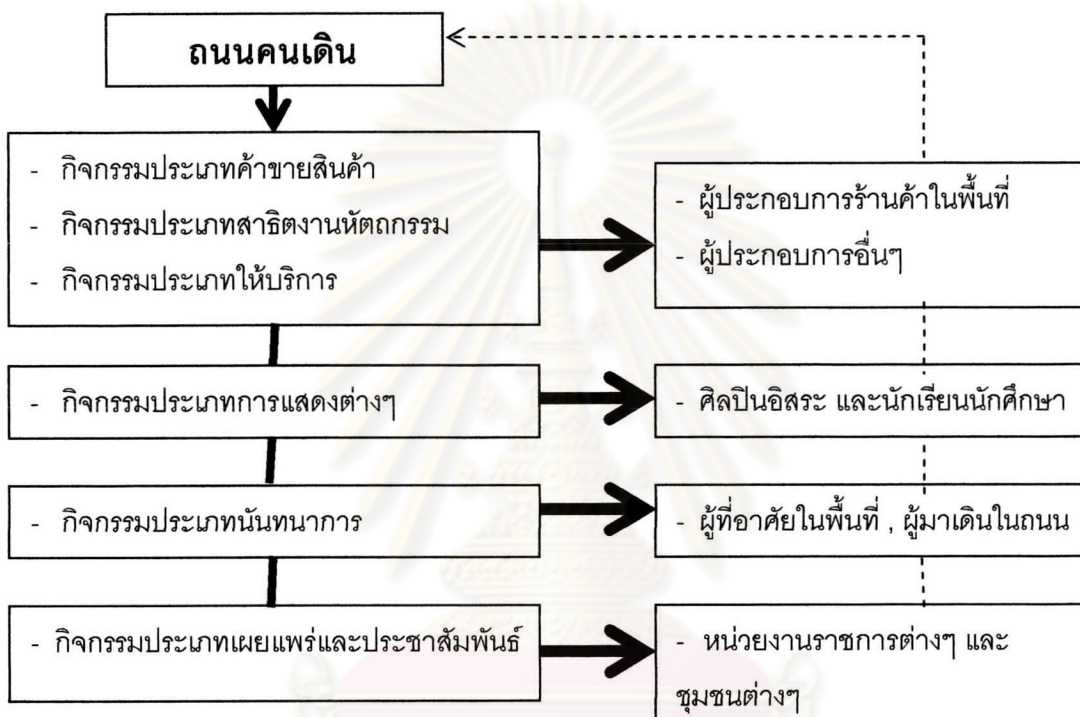 ถนนคนเดิน
- กิจกรรมประเภทค้าขายสินค้า
- กิจกรรมประเภทสาธิตงานหัตถกรรม
- กิจกรรมประเภทให้บริการ
- ผู้ประกอบการร้านค้าในพื้นที่
- ผู้ประกอบการอื่นๆ
- กิจกรรมประเภทการแสดงต่างๆ
- ศิลปินอิสระ และนักเรียนนักศึกษา
- กิจกรรมประเภทนันทนาการ
- ผู้ที่อาศัยในพื้นที่ , ผู้มาเดินในถนน
- กิจกรรมประเภทเผยแพร่และประชาสัมพันธ์
- หน่วยงานราชการต่างๆ และ
ชุมชนต่างๆ